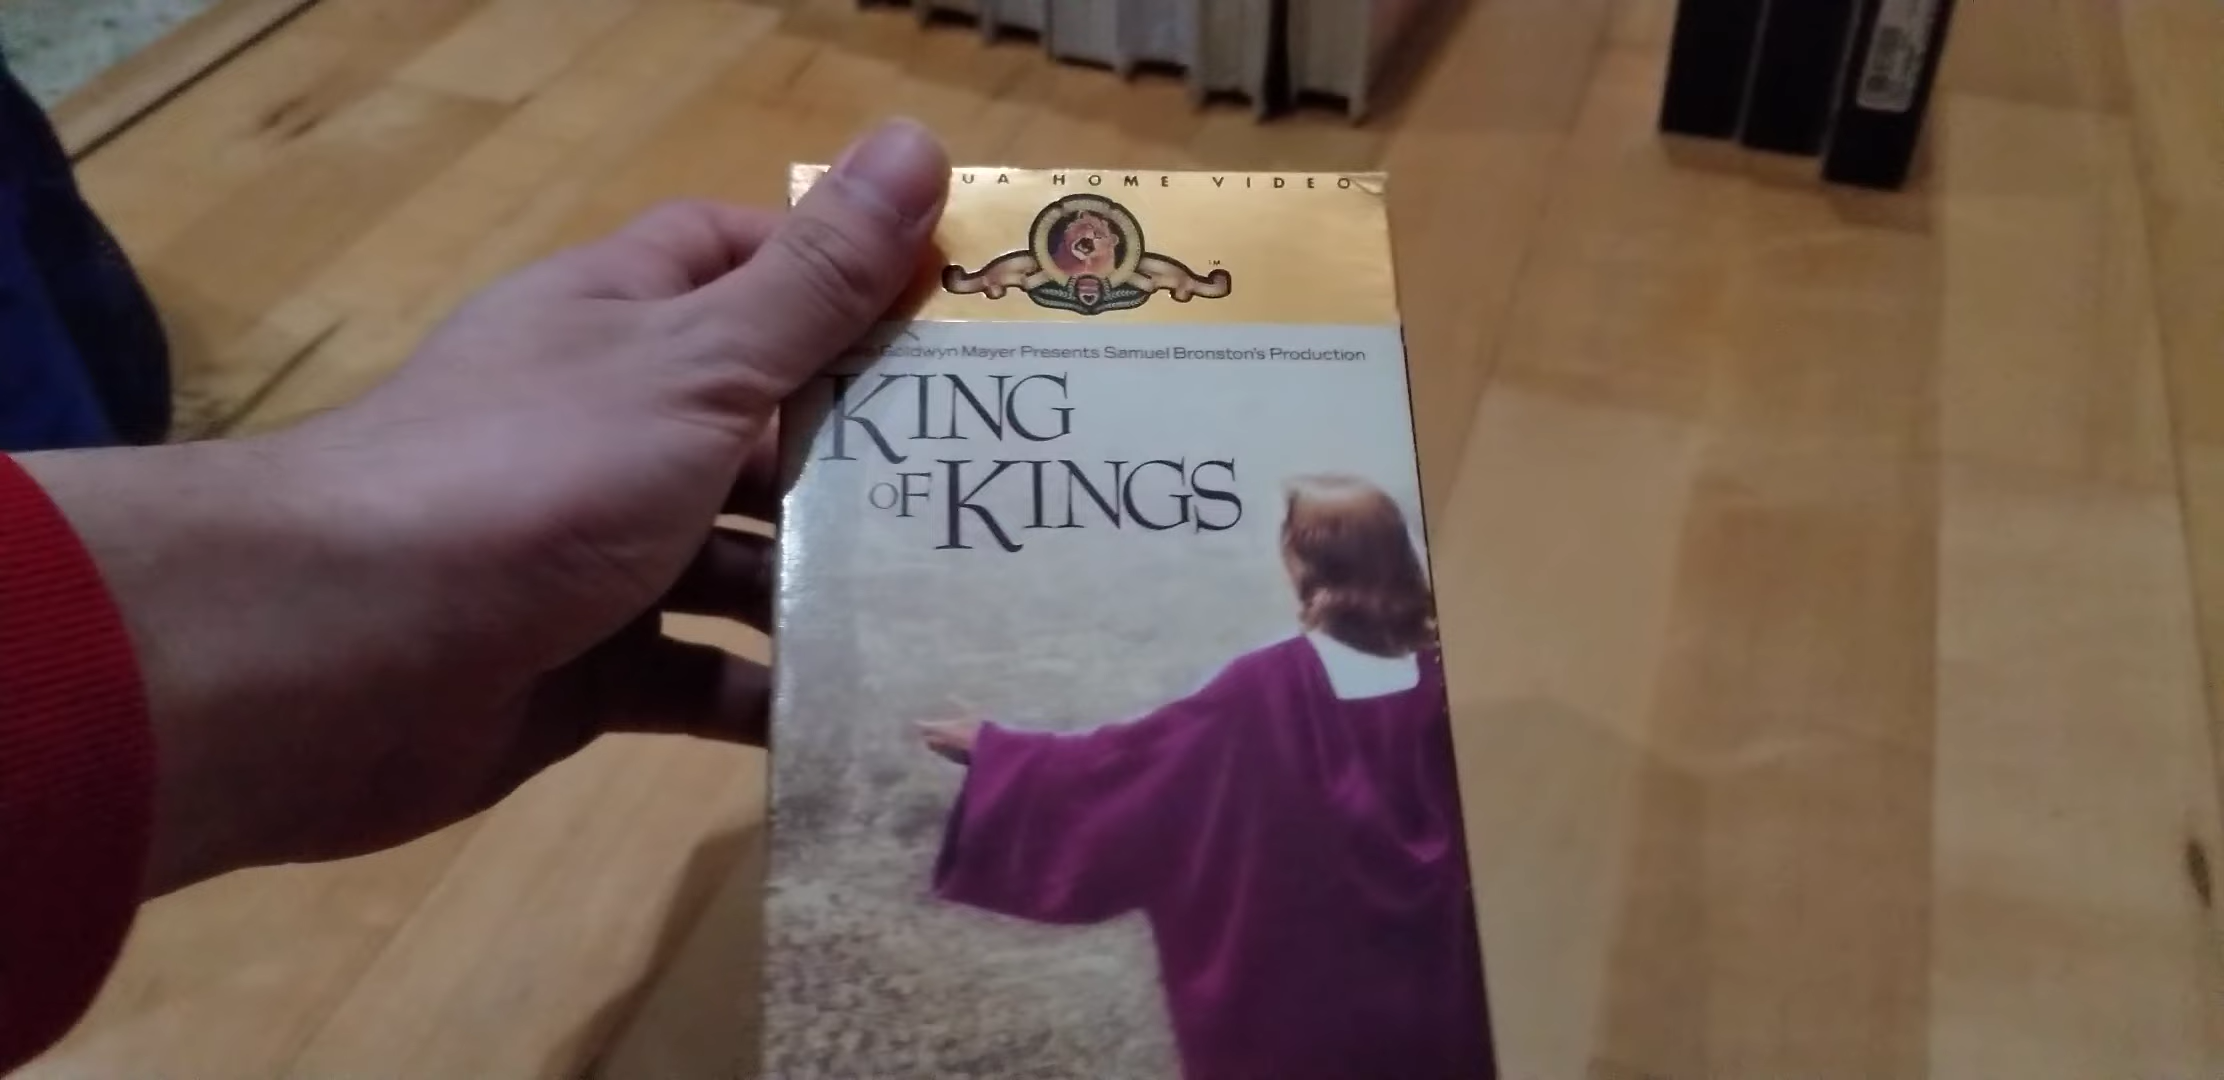 UA HOME VIDEO
TM
Goldwyn Mayer Presents Samuel Bronston's Production
KING
OF KINGS